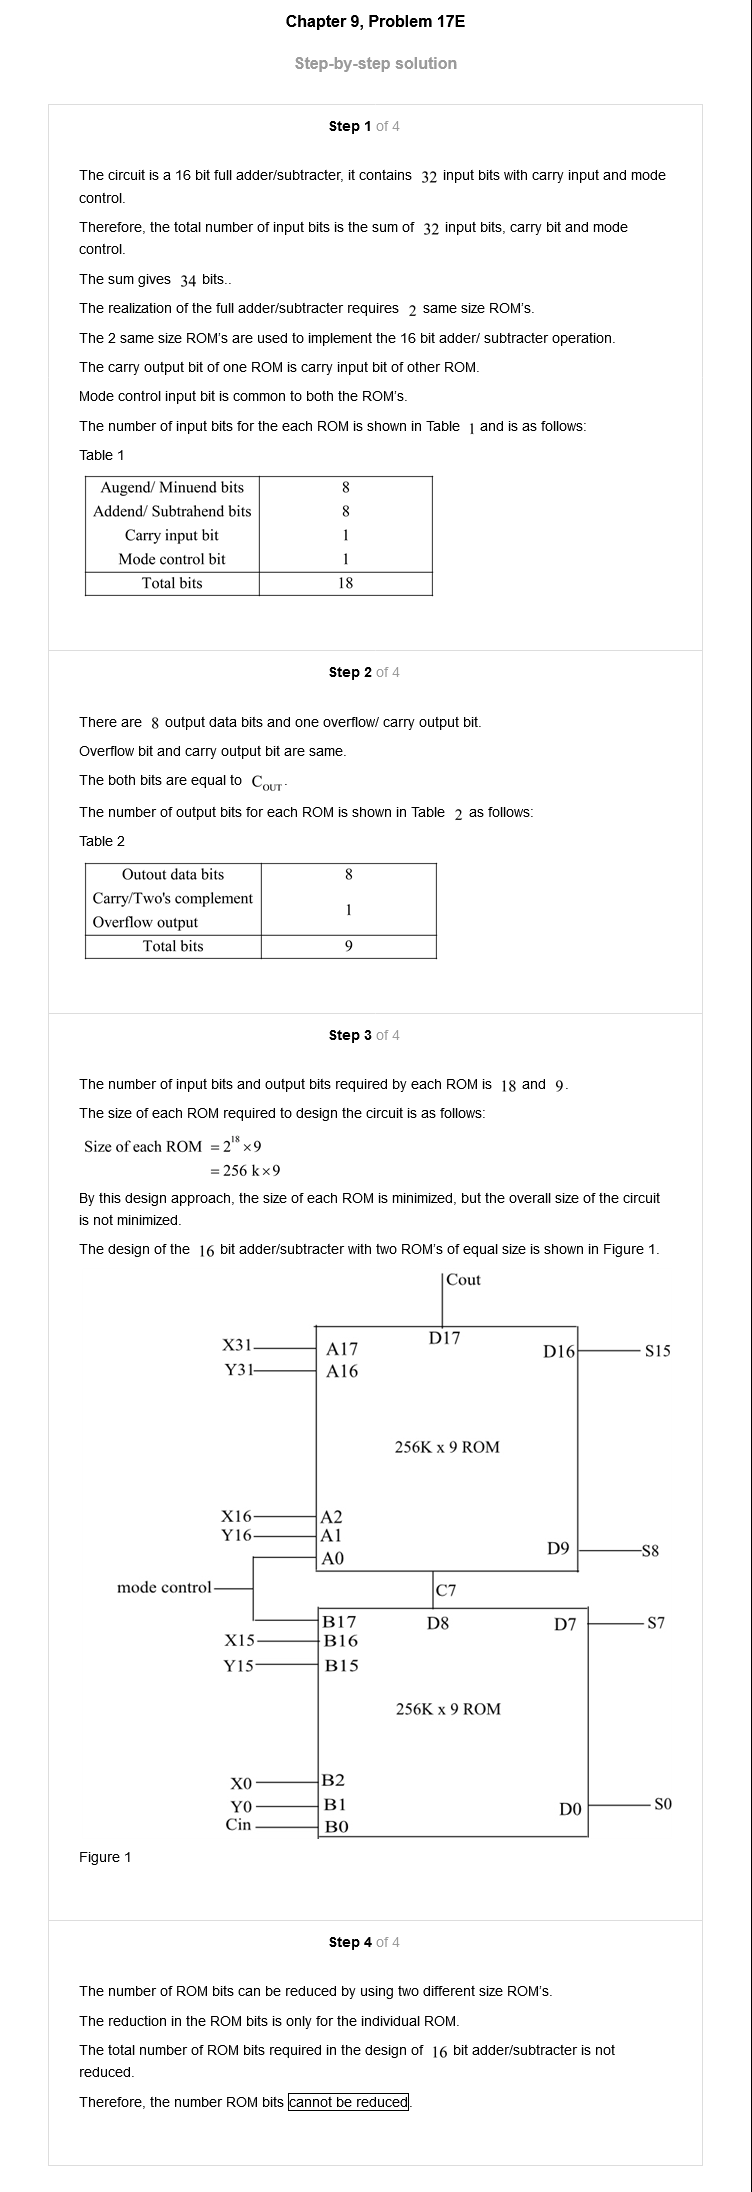 Chapter 9, Problem 17E
Step-by-step solution
Step 1 of 4
The circuit is a 16 bit full adder/subtracter, it contains 32 input bits with carry input and mode
control.
Therefore, the total number of input bits is the sum of 32 input bits, carry bit and mode
control.
The sum gives 34 bits..
The realization of the full adder/subtracter requires 2 same size ROM's.
The 2 same size ROM's are used to implement the 16 bit adder/ subtracter operation.
The carry output bit of one ROM is carry input bit of other ROM.
Mode control input bit is common to both the ROM's.
The number of input bits for the each ROM is shown in Table 1 and is as follows:
Table 1
Augend/ Minuend bits 8
Addend/ Subtrahend bits 8
Carry input bit 1
Mode control bit 1
Total bits 18
Step 2 of 4
There are 8 output data bits and one overflow/ carry output bit.
Overflow bit and carry output bit are same.
The both bits are equal to C_OUT.
The number of output bits for each ROM is shown in Table 2 as follows:
Table 2
Outout data bits 8
Carry/Two's complement
Overflow output 1
Total bits 9
Step 3 of 4
The number of input bits and output bits required by each ROM is 18 and 9.
The size of each ROM required to design the circuit is as follows:
Size of each ROM = 2^18 × 9
= 256 k × 9
By this design approach, the size of each ROM is minimized, but the overall size of the circuit
is not minimized.
The design of the 16 bit adder/subtracter with two ROM's of equal size is shown in Figure 1.
Cout
X31 A17 D17 D16 S15
Y31 A16
256K x 9 ROM
X16 A2
Y16 A1
A0 D9 S8
mode control C7
B17 D8 D7 S7
X15 B16
Y15 B15
256K x 9 ROM
X0 B2
Y0 B1 D0 S0
Cin B0
Figure 1
Step 4 of 4
The number of ROM bits can be reduced by using two different size ROM's.
The reduction in the ROM bits is only for the individual ROM.
The total number of ROM bits required in the design of 16 bit adder/subtracter is not
reduced.
Therefore, the number ROM bits cannot be reduced.